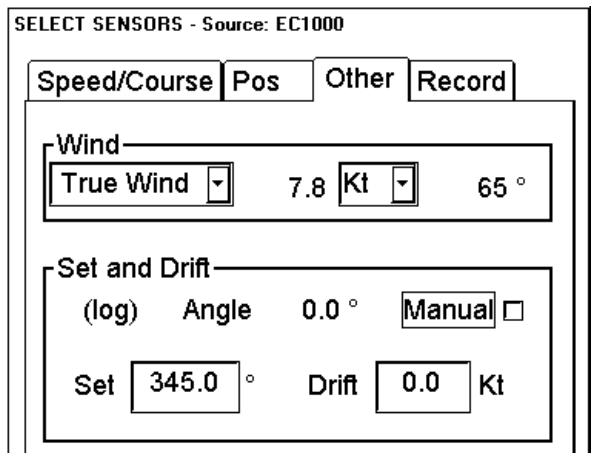 SELECT SENSORS - Source: EC1000
Speed/Course Pos Other Record
Wind
True Wind 7.8 Kt 65 °
Set and Drift
(log) Angle 0.0 ° Manual
Set 345.0 ° Drift 0.0 Kt